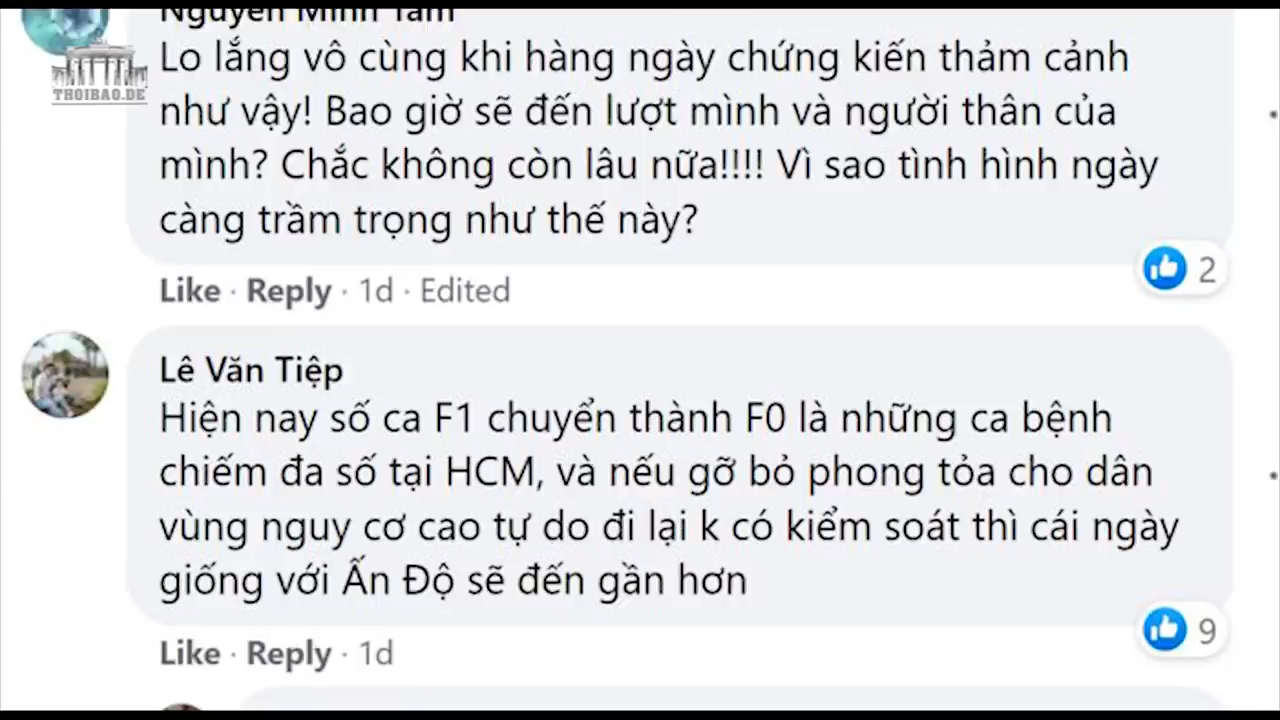 Nguyễn Minh Tâm
THOIBAO.DE
Lo lắng vô cùng khi hàng ngày chứng kiến thảm cảnh
như vậy! Bao giờ sẽ đến lượt mình và người thân của
mình? Chắc không còn lâu nữa!!!! Vì sao tình hình ngày
càng trầm trọng như thế này?
2
Like · Reply · 1d · Edited
Lê Văn Tiệp
Hiện nay số ca F1 chuyển thành F0 là những ca bệnh
chiếm đa số tại HCM, và nếu gỡ bỏ phong tỏa cho dân
vùng nguy cơ cao tự do đi lại k có kiểm soát thì cái ngày
giống với Ấn Độ sẽ đến gần hơn
9
Like · Reply · 1d